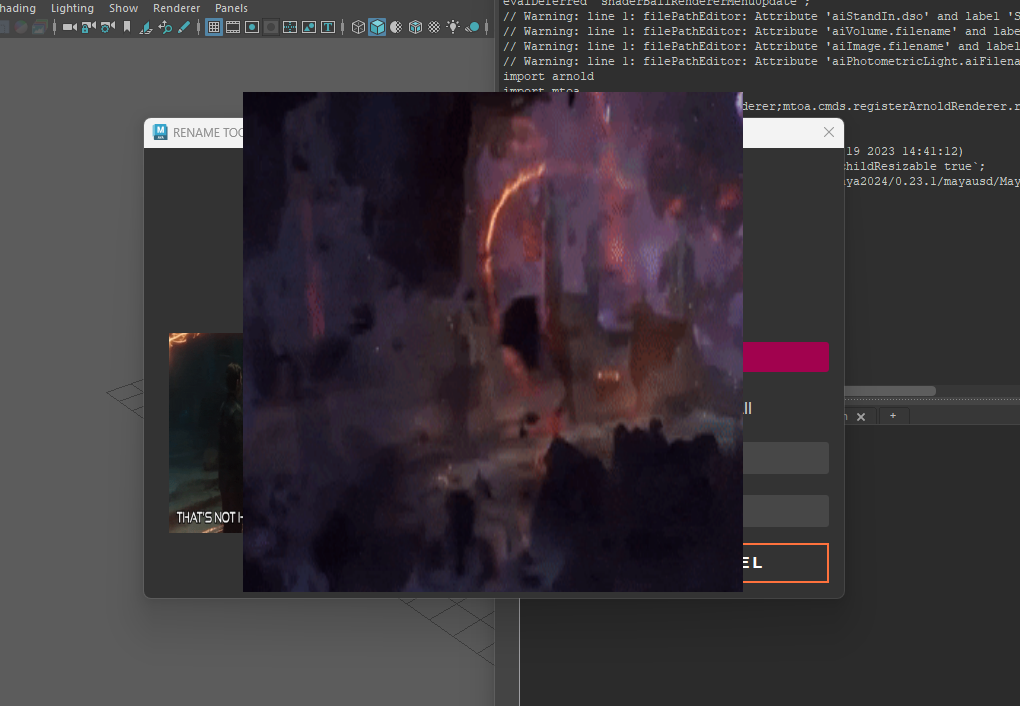 hading Lighting Show Renderer Panels
evalDeferred "ShaderBallRendererMenuUpdate";
// Warning: line 1: filePathEditor: Attribute 'aiStandIn.dso' and label 'S
// Warning: line 1: filePathEditor: Attribute 'aiVolume.filename' and labe
// Warning: line 1: filePathEditor: Attribute 'aiImage.filename' and label
// Warning: line 1: filePathEditor: Attribute 'aiPhotometricLight.aiFilena
import arnold
import mtoa
derer;mtoa.cmds.registerArnoldRenderer.r
RENAME TOO
19 2023 14:41:12)
childResizable true`;
ya2024/0.23.1/mayausd/May
THAT'S NOT H
ll
+
EL